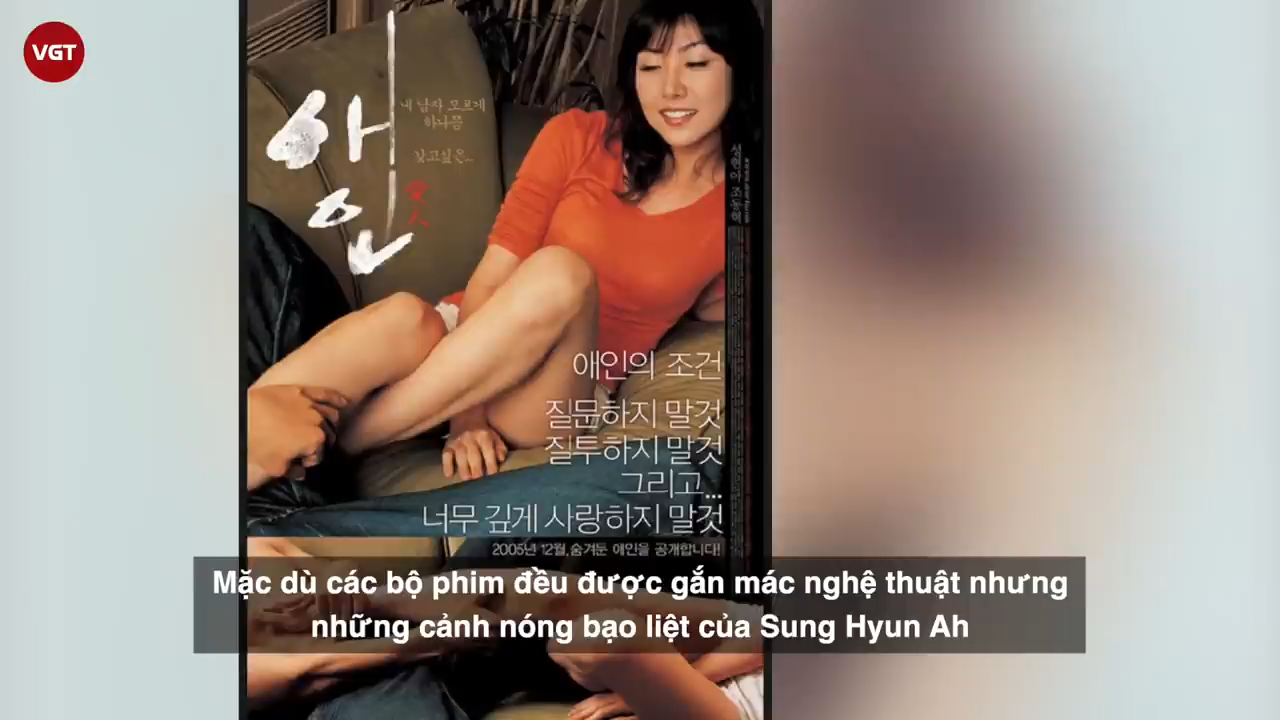 VGT
애인
내 남자 모르게
하나쯤
갖고싶은...
愛人
성현아 조동혁
애인의 조건
질문하지 말것
질투하지 말것
그리고...
너무 깊게 사랑하지 말것
2005년 12월, 숨겨둔 애인을 공개합니다!
Mặc dù các bộ phim đều được gắn mác nghệ thuật nhưng
những cảnh nóng bạo liệt của Sung Hyun Ah